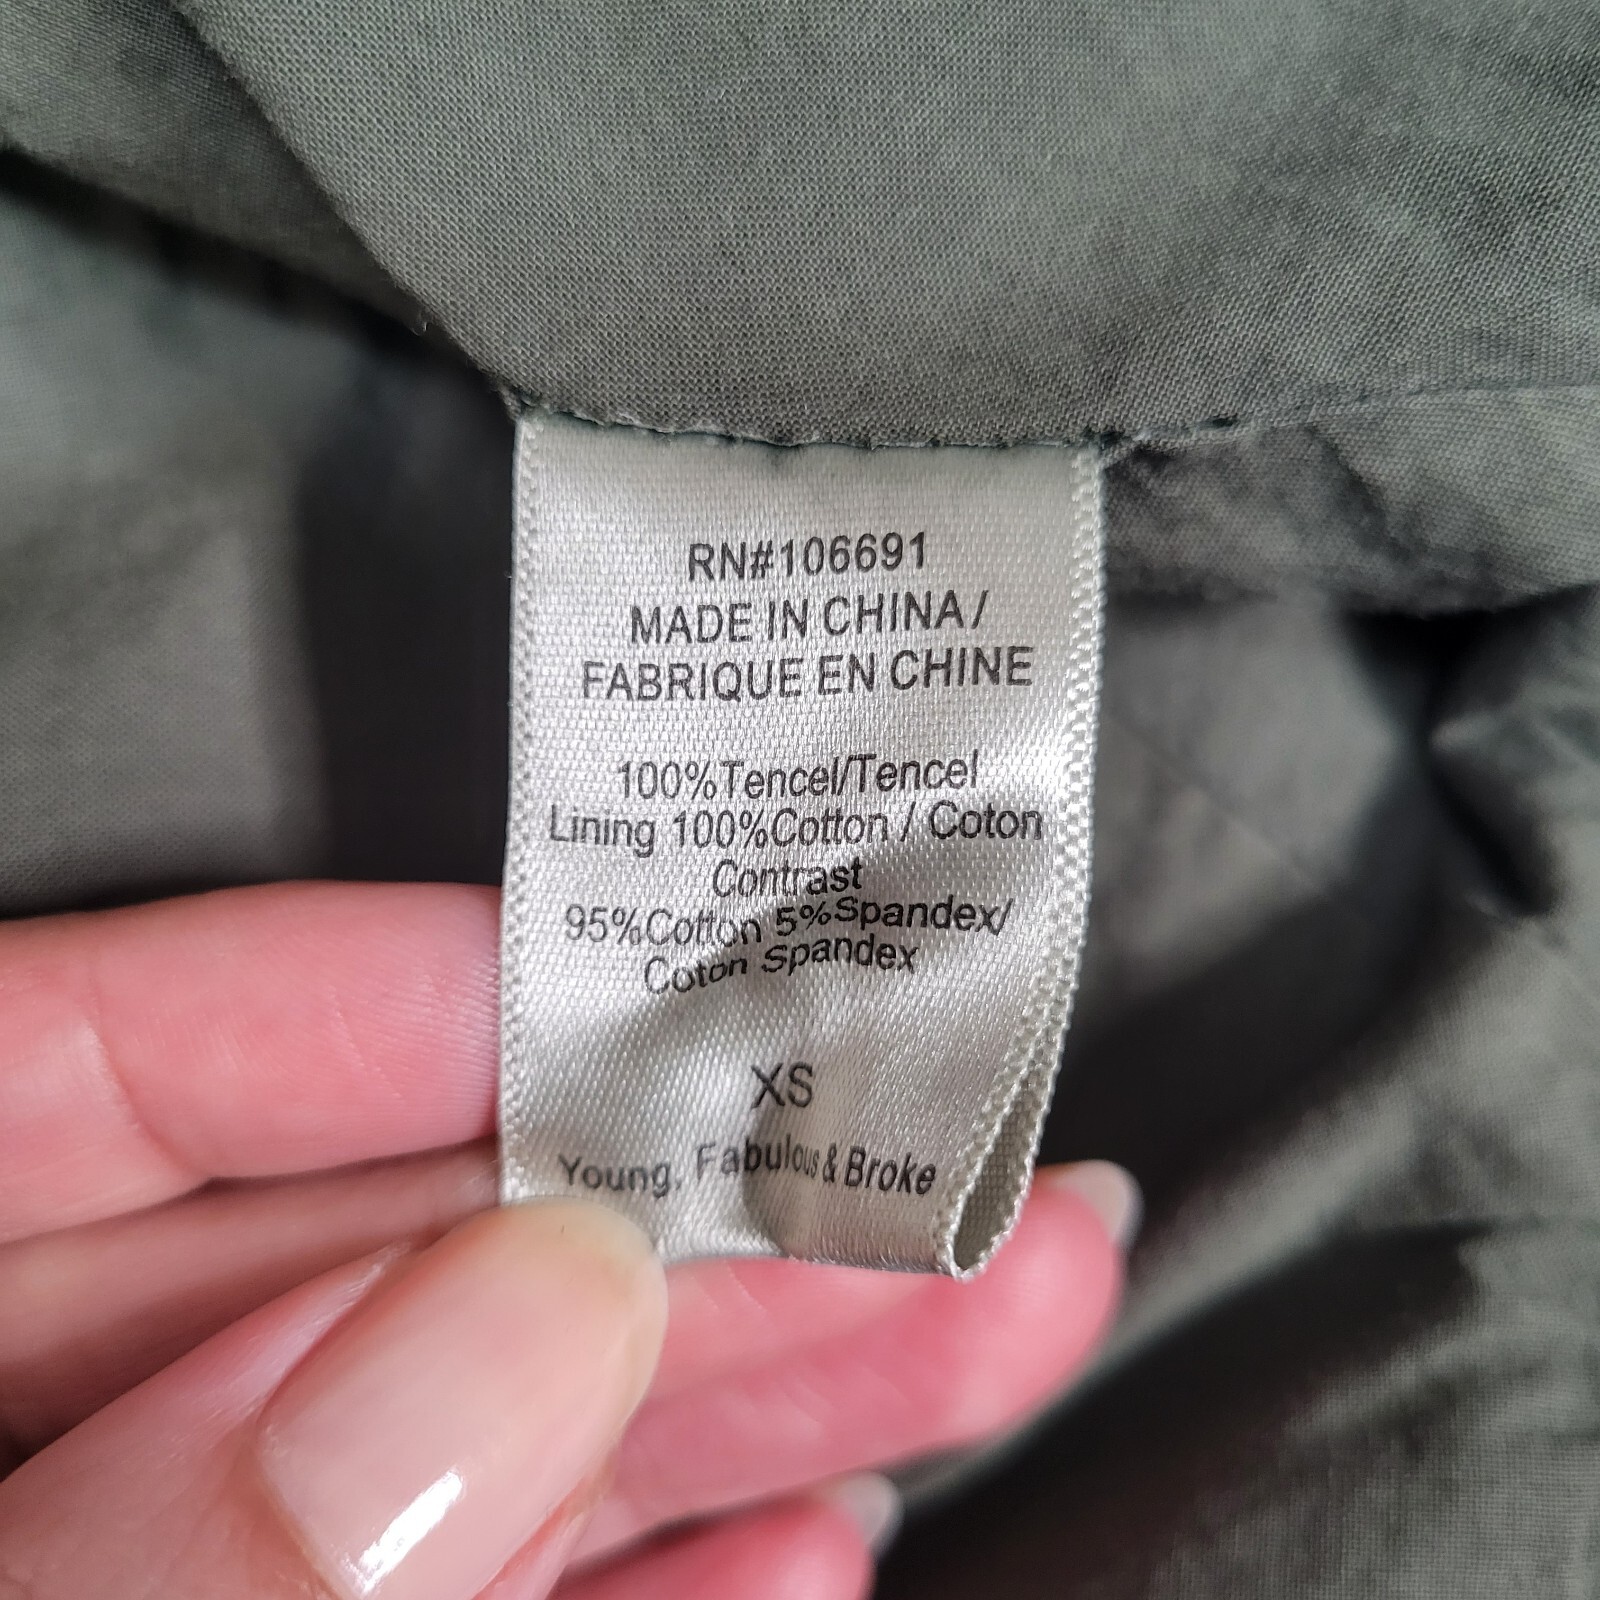 RN#106691
MADE IN CHINA/
FABRIQUE EN CHINE
100%Tencel/Tencel
Lining 100%Cotton / Coton
Contrast
95%Cotton 5%Spandex/
Coton Spandex
XS
Young, Fabulous & Broke